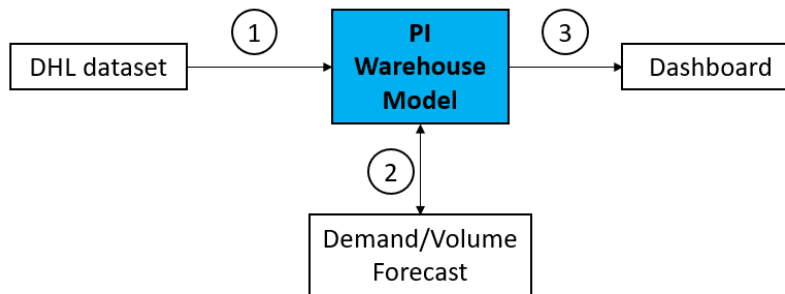 1
3
DHL dataset
PI
Warehouse
Model
Dashboard
2
Demand/Volume
Forecast